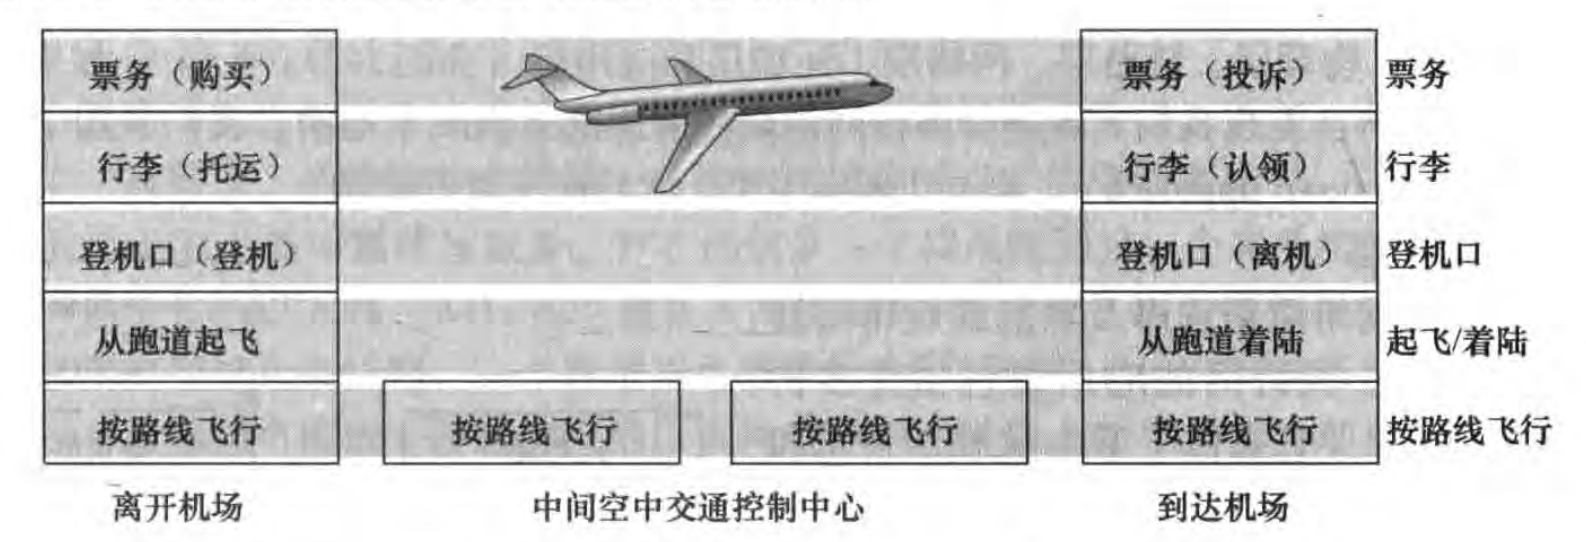 票务（购买） 票务（投诉） 票务
行李（托运） 行李（认领） 行李
登机口（登机） 登机口（离机） 登机口
从跑道起飞 从跑道着陆 起飞/着陆
按路线飞行 按路线飞行 按路线飞行 按路线飞行 按路线飞行
离开机场 中间空中交通控制中心 到达机场